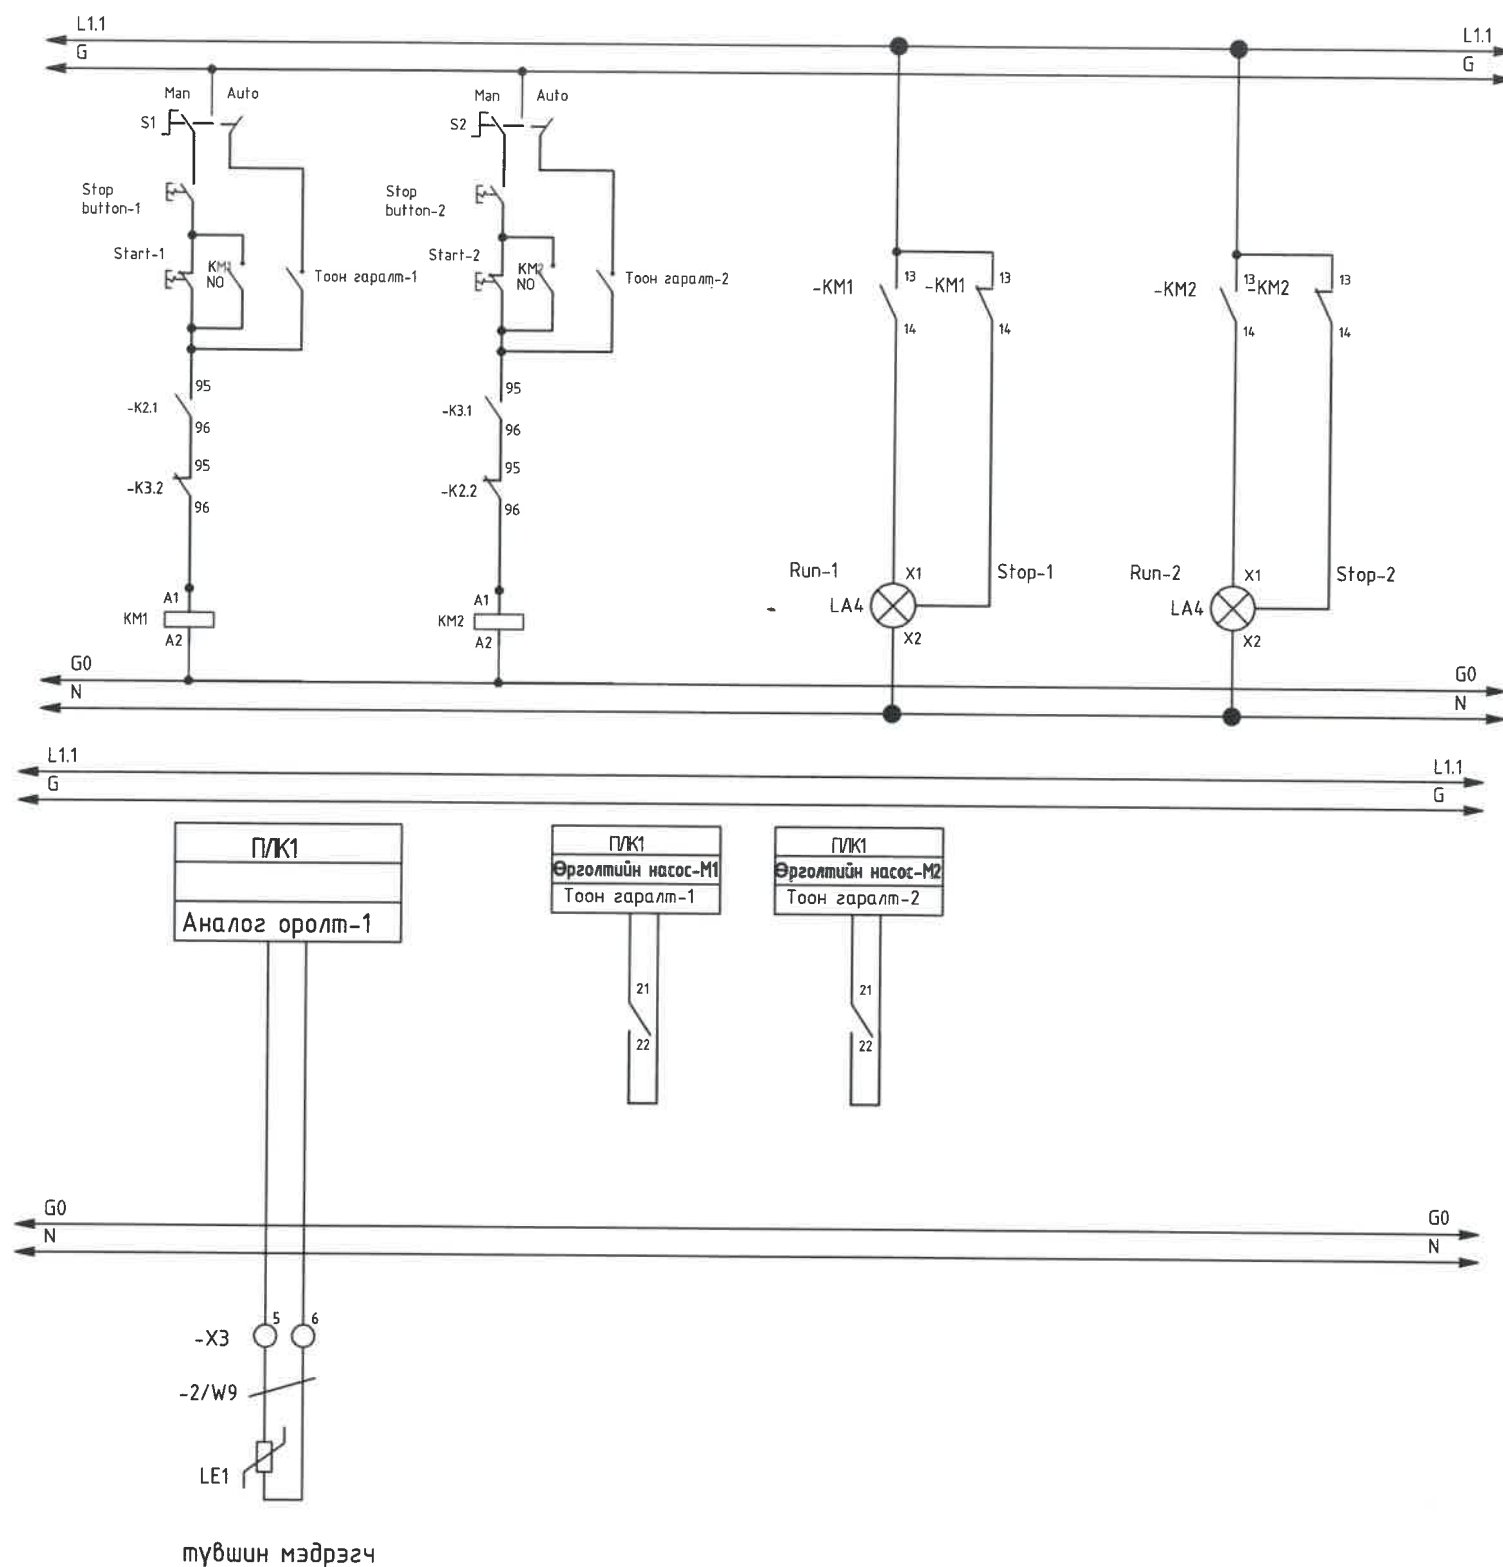 L1.1
L1.1
G
G
Man
Auto
Man
Auto
S1
S2
Stop
button-1
Stop
button-2
Start-1
KM1
NO
Тоон гаралт-1
Start-2
KM2
NO
Тоон гаралт-2
-KM1
13
14
-KM1
13
14
-KM2
13
14
-KM2
13
14
95
-K2.1
96
95
-K3.1
96
95
-K3.2
96
95
-K2.2
96
Run-1
X1
Stop-1
LA4
X2
Run-2
X1
Stop-2
LA4
X2
A1
KM1
A2
A1
KM2
A2
G0
G0
N
N
L1.1
L1.1
G
G
ПЛК1
Аналог оролт-1
ПЛК1
Өрголтийн насос-М1
Тоон гаралт-1
ПЛК1
Өрголтийн насос-М2
Тоон гаралт-2
21
22
21
22
G0
G0
N
N
5
6
-X3
-2/W9
LE1
түвшин мэдрэгч